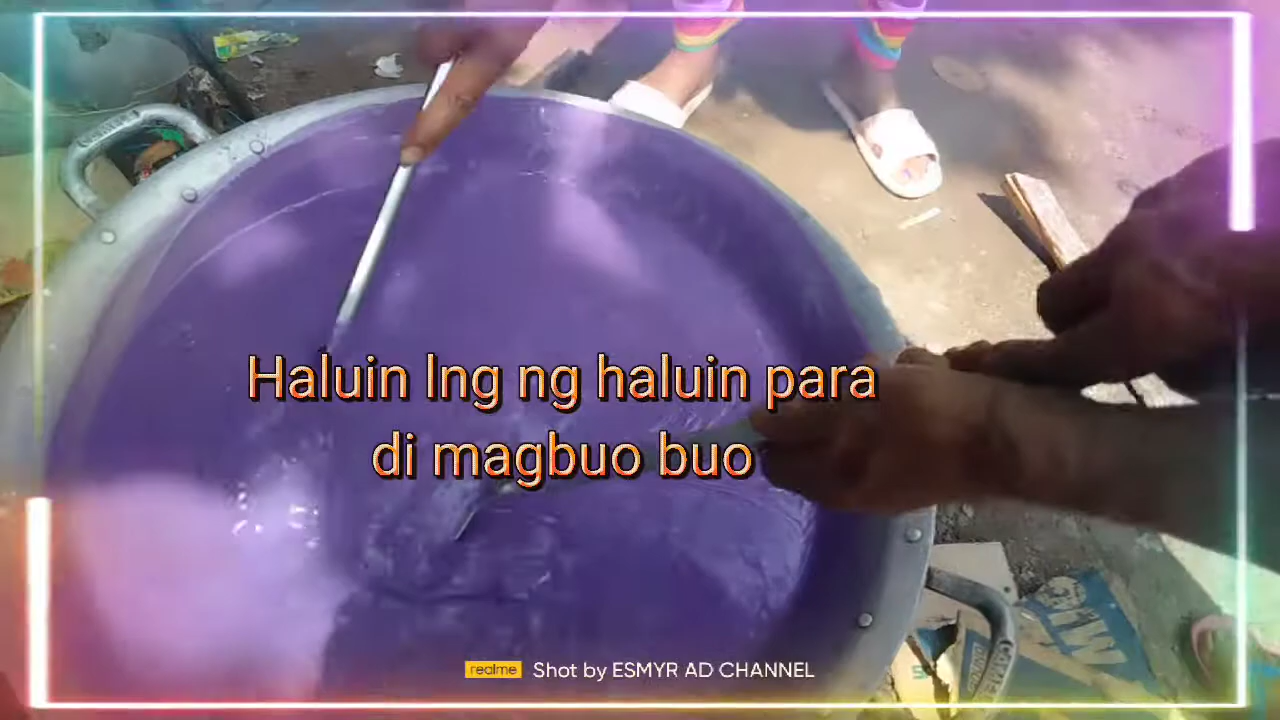 Haluin lng ng haluin para
di magbuo buo
realme Shot by ESMYR AD CHANNEL